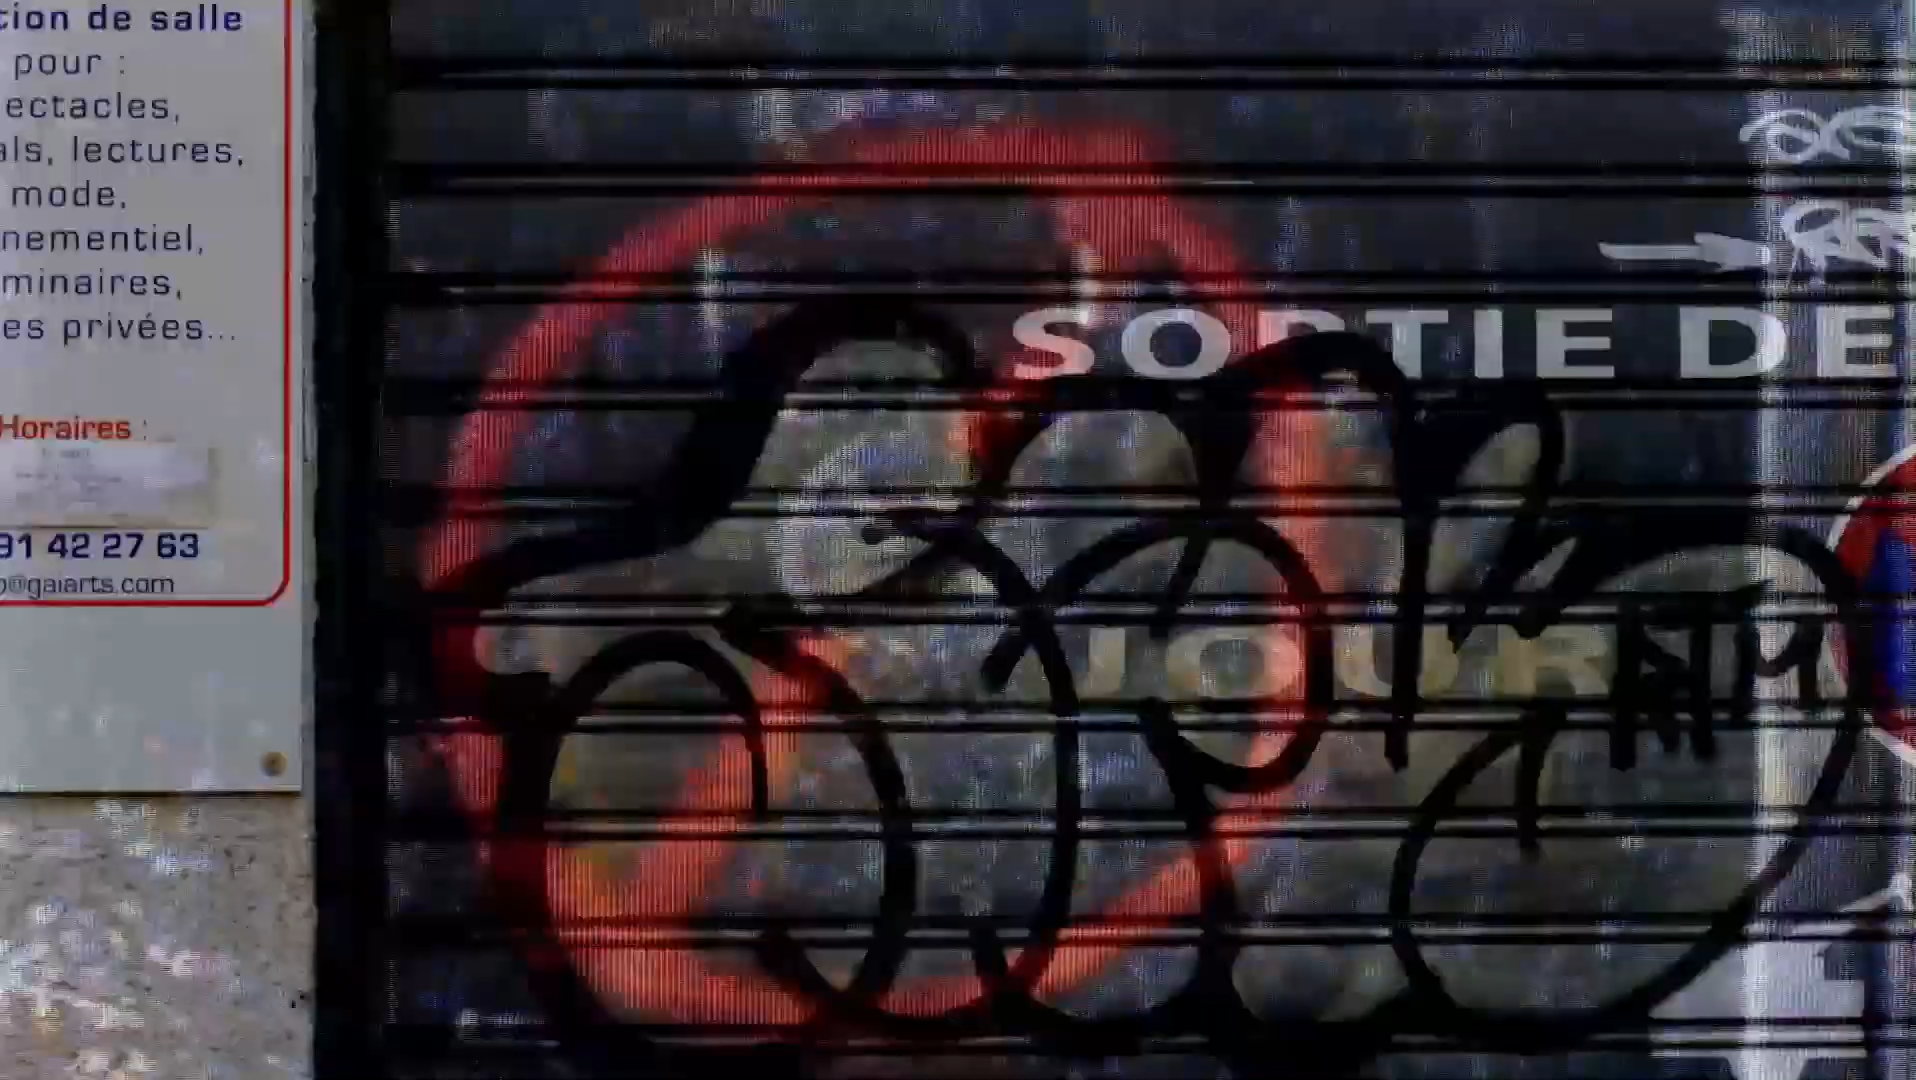 tion de salle
pour :
ectacles,
als, lectures,
mode,
nementiel,
minaires,
es privées...
Horaires :
91 42 27 63
@gaiarts.com
SORTIE DE
JOUR